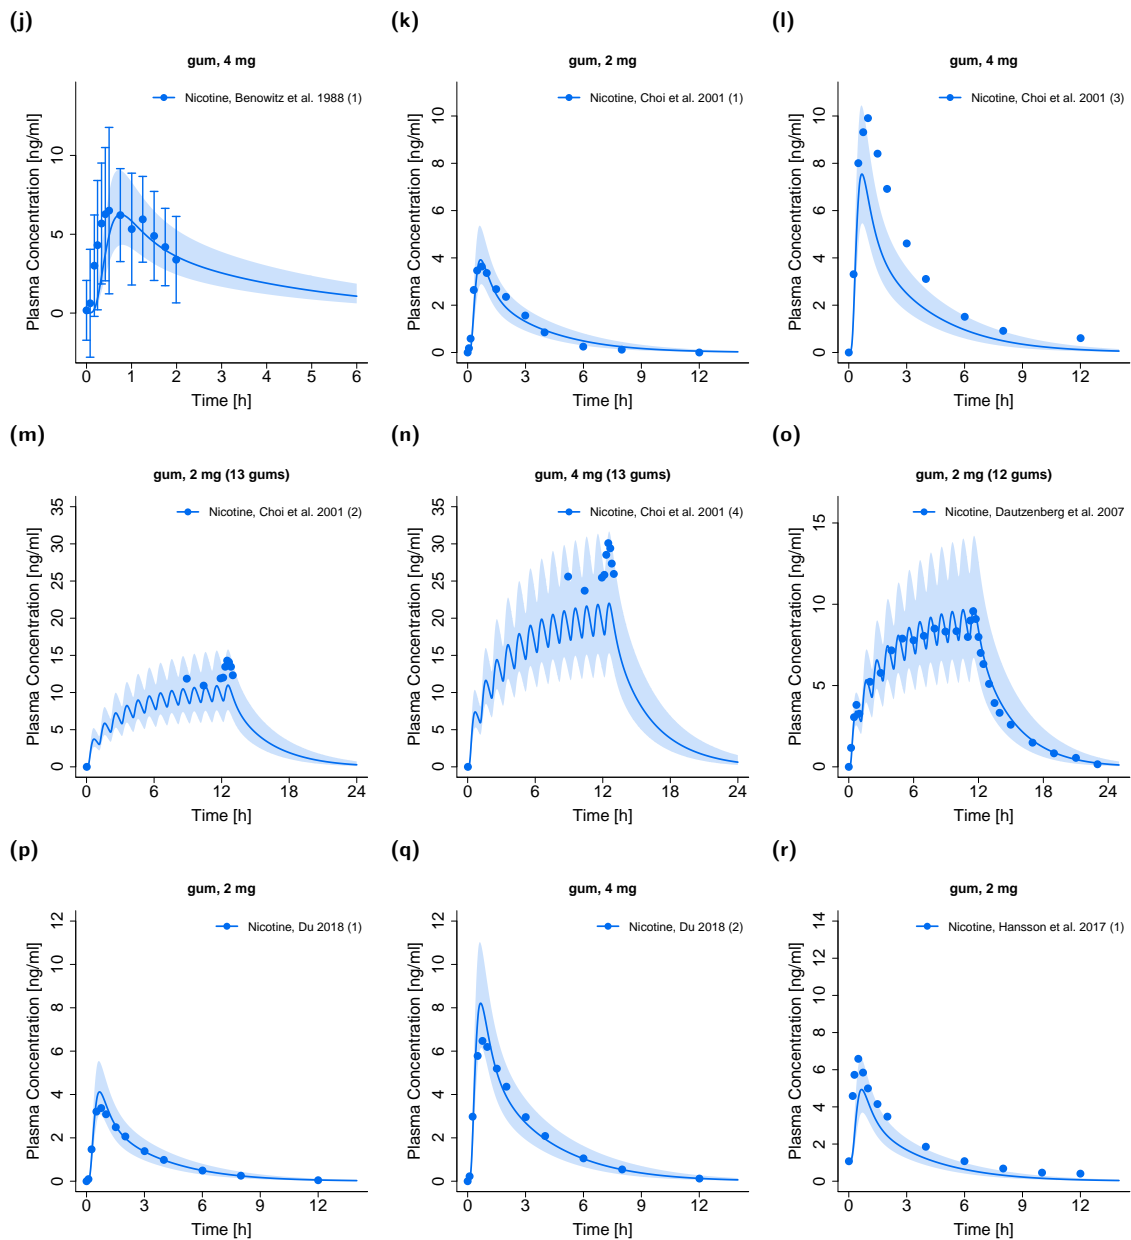 (j)
gum, 4 mg
Nicotine, Benowitz et al. 1988 (1)
Plasma Concentration [ng/ml]
0 5 10
0 1 2 3 4 5 6
Time [h]
(k)
gum, 2 mg
Nicotine, Choi et al. 2001 (1)
Plasma Concentration [ng/ml]
0 2 4 6 8 10
0 3 6 9 12
Time [h]
(l)
gum, 4 mg
Nicotine, Choi et al. 2001 (3)
Plasma Concentration [ng/ml]
0 2 4 6 8 10
0 3 6 9 12
Time [h]
(m)
gum, 2 mg (13 gums)
Nicotine, Choi et al. 2001 (2)
Plasma Concentration [ng/ml]
0 5 10 15 20 25 30 35
0 6 12 18 24
Time [h]
(n)
gum, 4 mg (13 gums)
Nicotine, Choi et al. 2001 (4)
Plasma Concentration [ng/ml]
0 5 10 15 20 25 30 35
0 6 12 18 24
Time [h]
(o)
gum, 2 mg (12 gums)
Nicotine, Dautzenberg et al. 2007
Plasma Concentration [ng/ml]
0 5 10 15
0 6 12 18 24
Time [h]
(p)
gum, 2 mg
Nicotine, Du 2018 (1)
Plasma Concentration [ng/ml]
0 2 4 6 8 10 12
0 3 6 9 12
Time [h]
(q)
gum, 4 mg
Nicotine, Du 2018 (2)
Plasma Concentration [ng/ml]
0 2 4 6 8 10 12
0 3 6 9 12
Time [h]
(r)
gum, 2 mg
Nicotine, Hansson et al. 2017 (1)
Plasma Concentration [ng/ml]
0 2 4 6 8 10 12 14
0 3 6 9 12
Time [h]